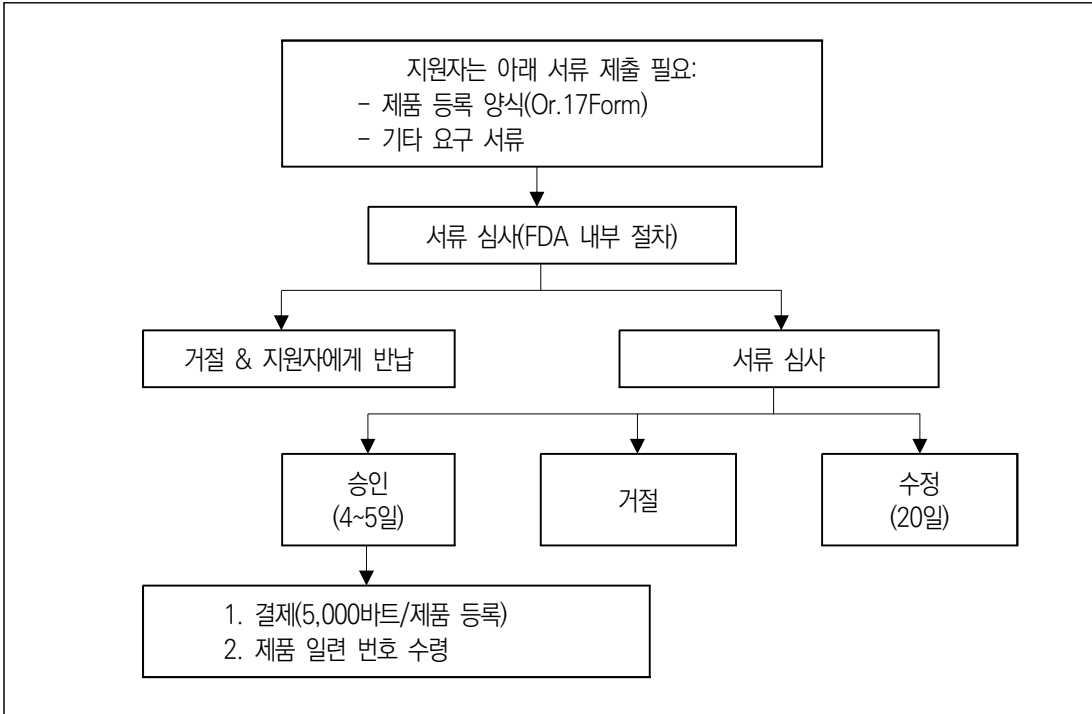 지원자는 아래 서류 제출 필요:
- 제품 등록 양식(Or.17Form)
- 기타 요구 서류
서류 심사(FDA 내부 절차)
거절 & 지원자에게 반납
서류 심사
승인
(4~5일)
거절
수정
(20일)
1. 결제(5,000바트/제품 등록)
2. 제품 일련 번호 수령